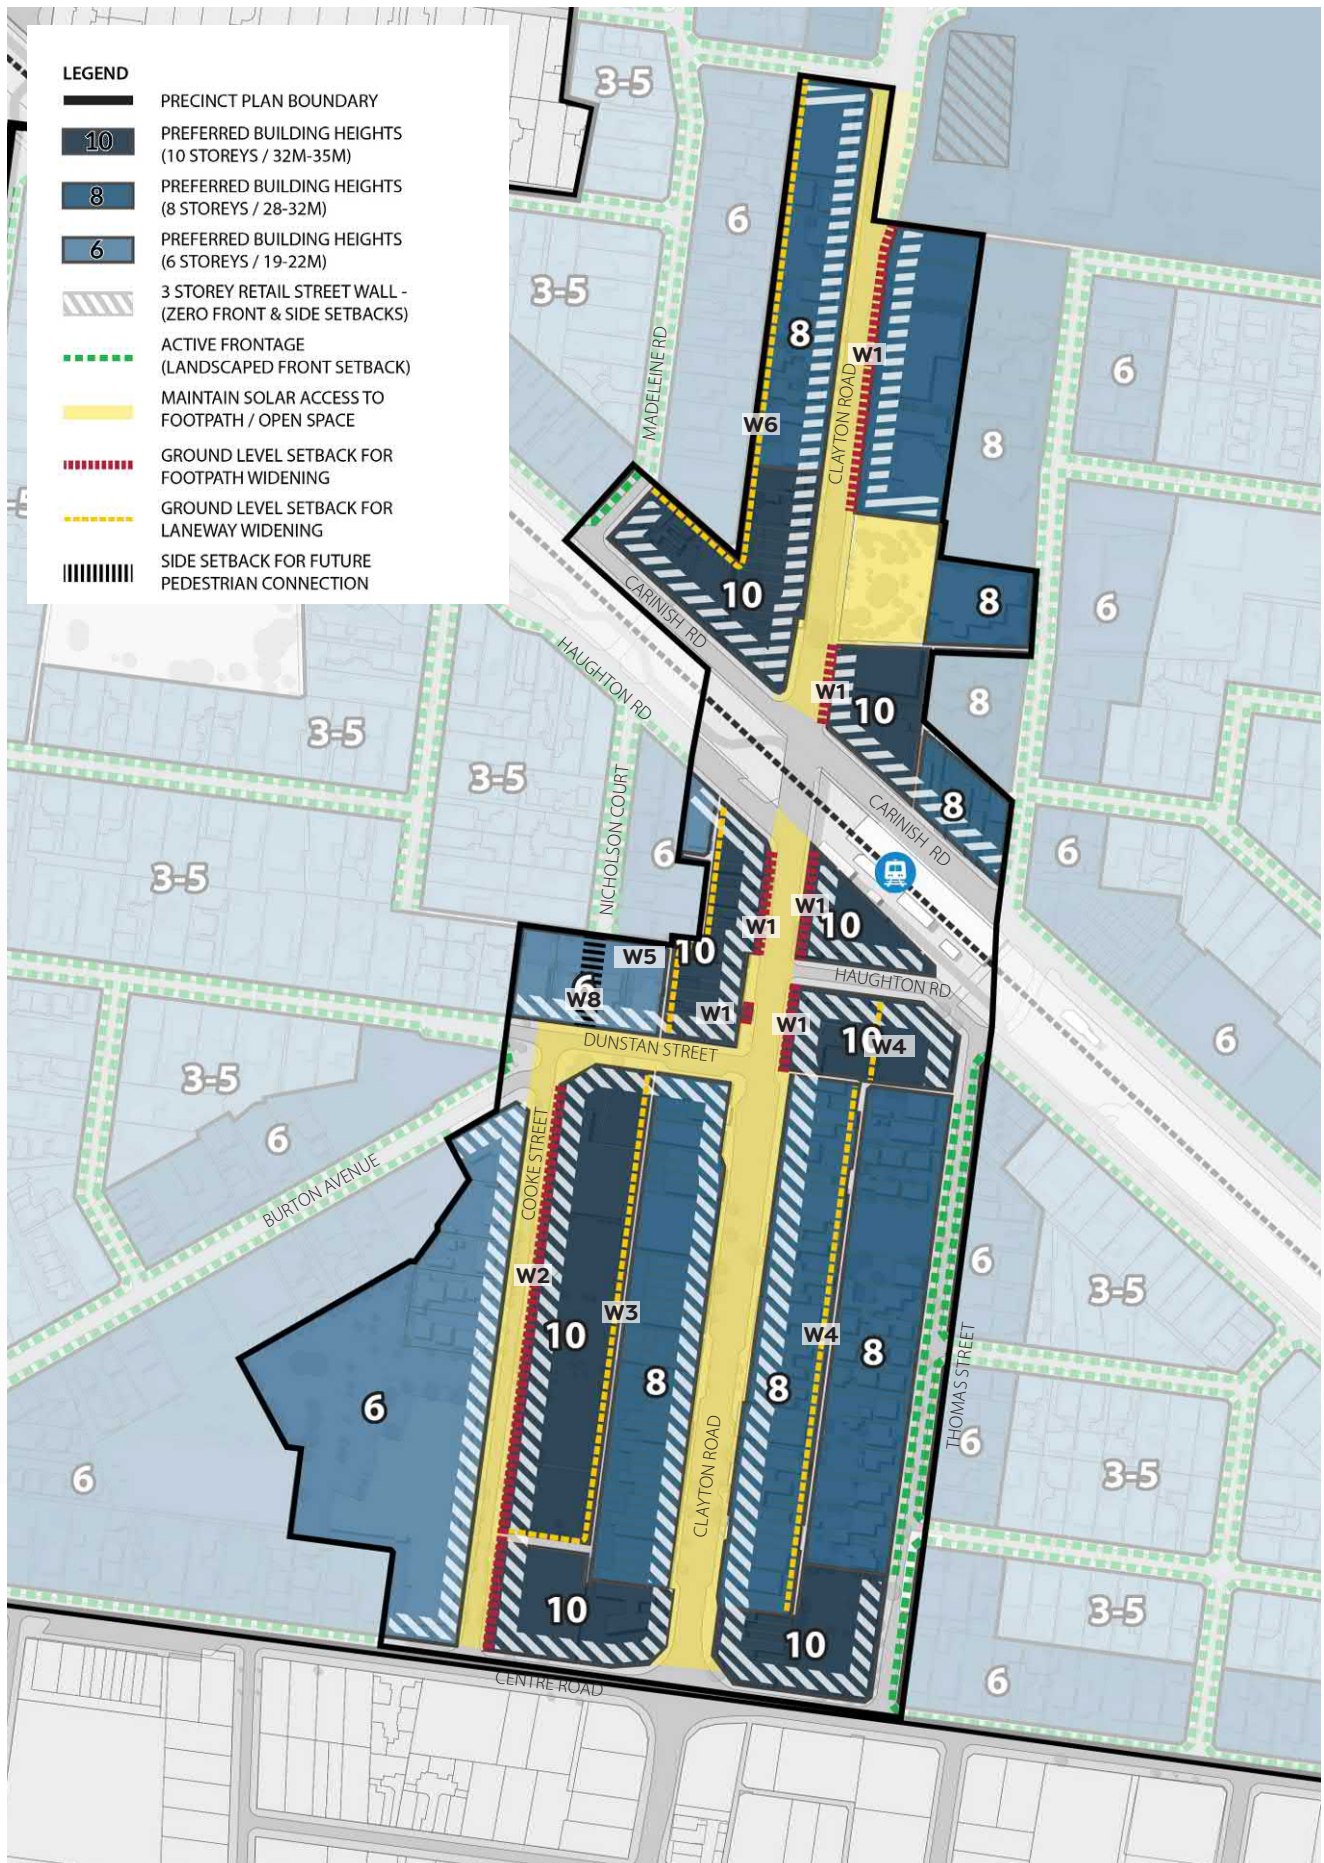 LEGEND
PRECINCT PLAN BOUNDARY
10
PREFERRED BUILDING HEIGHTS
(10 STOREYS / 32M-35M)
8
PREFERRED BUILDING HEIGHTS
(8 STOREYS / 28-32M)
6
PREFERRED BUILDING HEIGHTS
(6 STOREYS / 19-22M)
3 STOREY RETAIL STREET WALL -
(ZERO FRONT & SIDE SETBACKS)
ACTIVE FRONTAGE
(LANDSCAPED FRONT SETBACK)
MAINTAIN SOLAR ACCESS TO
FOOTPATH / OPEN SPACE
GROUND LEVEL SETBACK FOR
FOOTPATH WIDENING
GROUND LEVEL SETBACK FOR
LANEWAY WIDENING
SIDE SETBACK FOR FUTURE
PEDESTRIAN CONNECTION
3-5
6
3-5
8
W1
6
MADELEINE RD
CLAYTON ROAD
W6
8
-5
10
8
6
CARINISH RD
HAUGHTON RD
W1
10
8
3-5
3-5
NICHOLSON COURT
8
CARINISH RD
6
6
3-5
W1
W1
10
10
W5
6
W8
HAUGHTON RD
W1
W1
10
W4
DUNSTAN STREET
6
3-5
6
COOKE STREET
BURTON AVENUE
6
W2
3-5
W3
10
W4
8
THOMAS STREET
8
8
6
6
CLAYTON ROAD
6
3-5
10
3-5
10
6
CENTRE ROAD